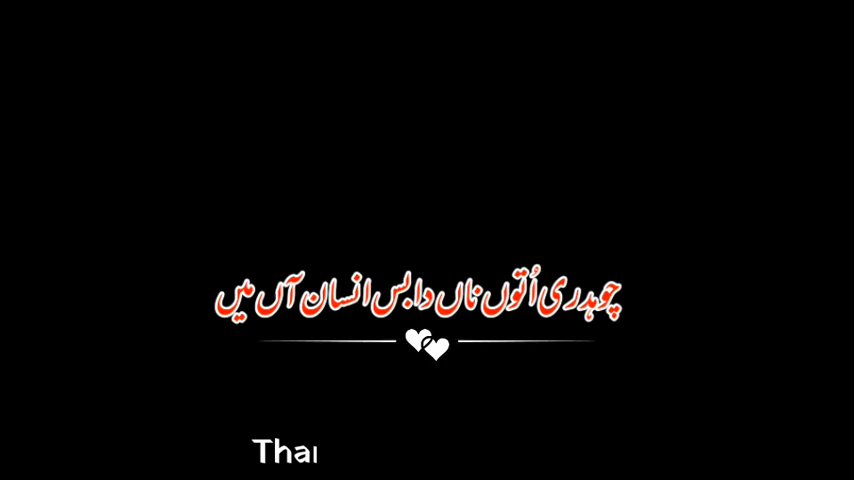 چوہدری اُتوں ناں دا بس انسان آں میں
Thai